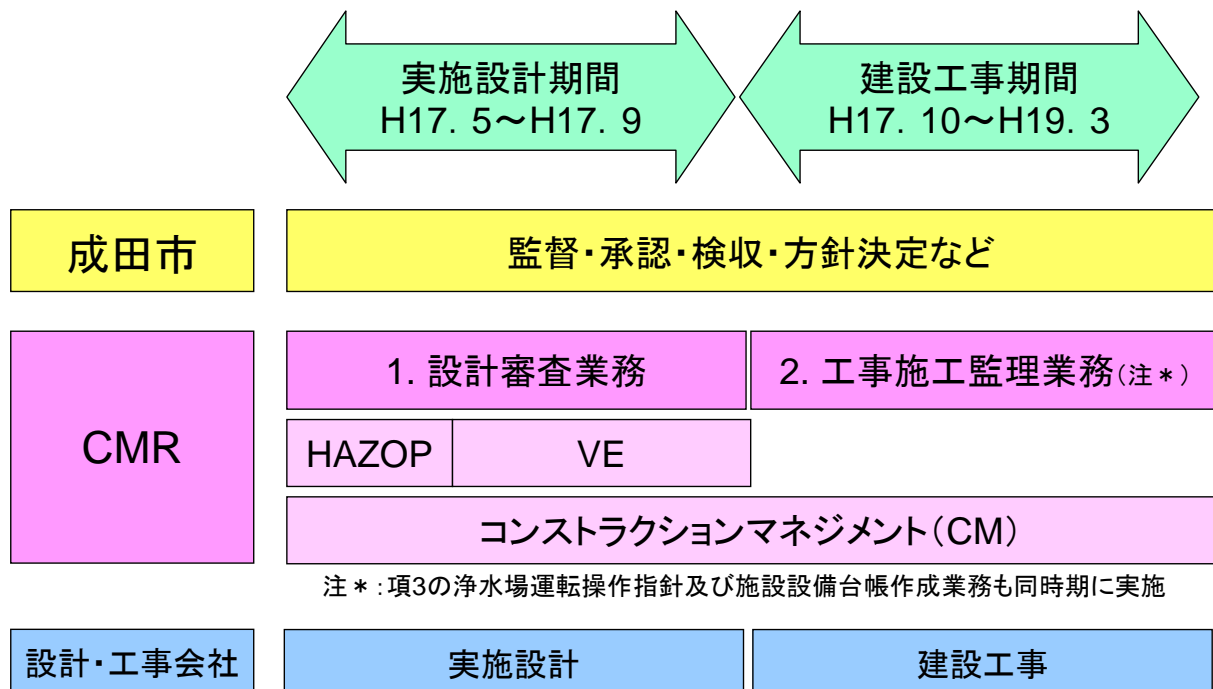 実施設計期間
H17. 5～H17. 9
建設工事期間
H17. 10～H19. 3
成田市
監督･承認･検収･方針決定など
CMR
1. 設計審査業務
2. 工事施工監理業務(注＊)
HAZOP
VE
コンストラクションマネジメント(CM)
注＊:項3の浄水場運転操作指針及び施設設備台帳作成業務も同時期に実施
設計･工事会社
実施設計
建設工事